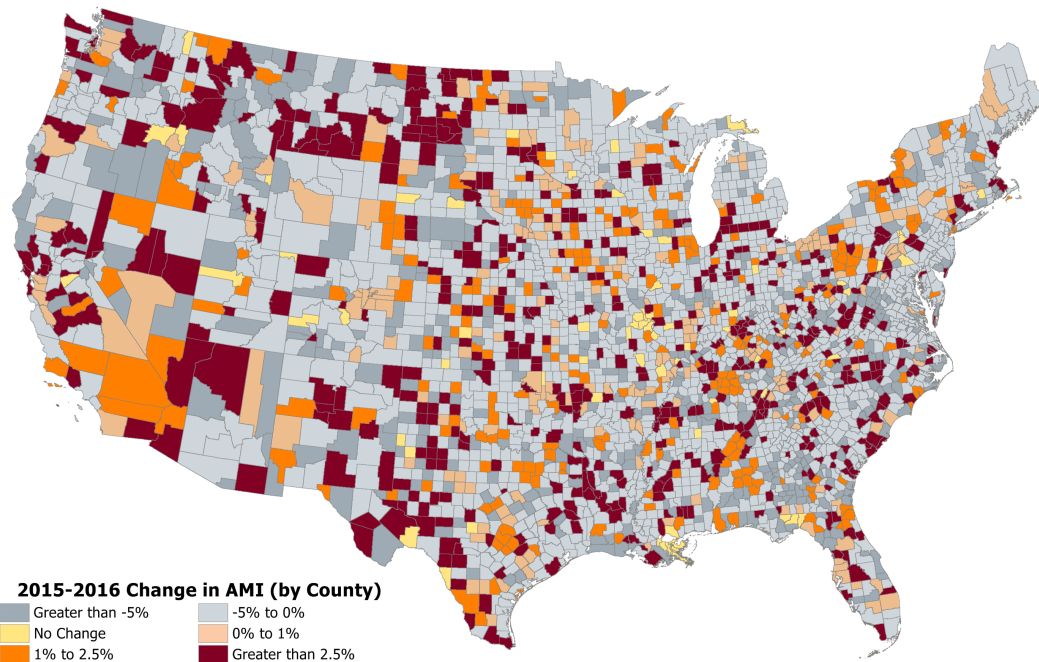 2015-2016 Change in AMI (by County)
Greater than -5% -5% to 0%
No Change 0% to 1%
1% to 2.5% Greater than 2.5%